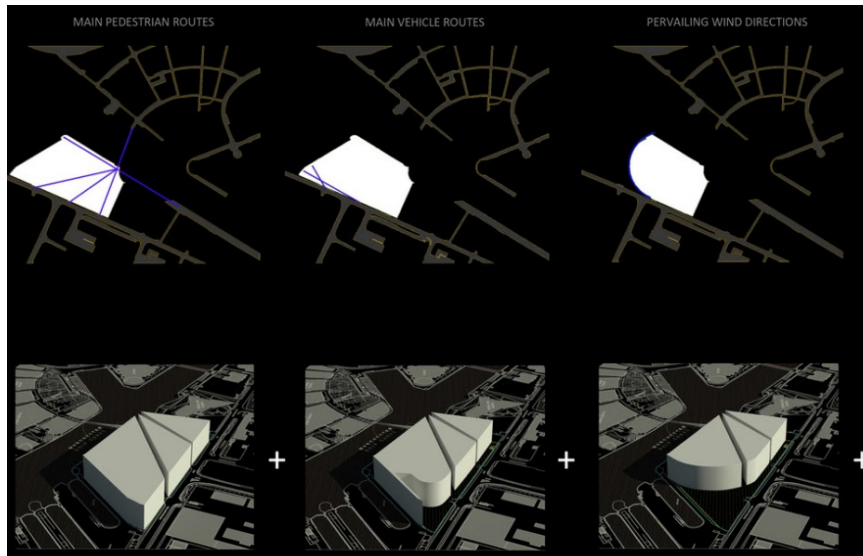 MAIN PEDESTRIAN ROUTES
MAIN VEHICLE ROUTES
PERVAILING WIND DIRECTIONS
+
+
+